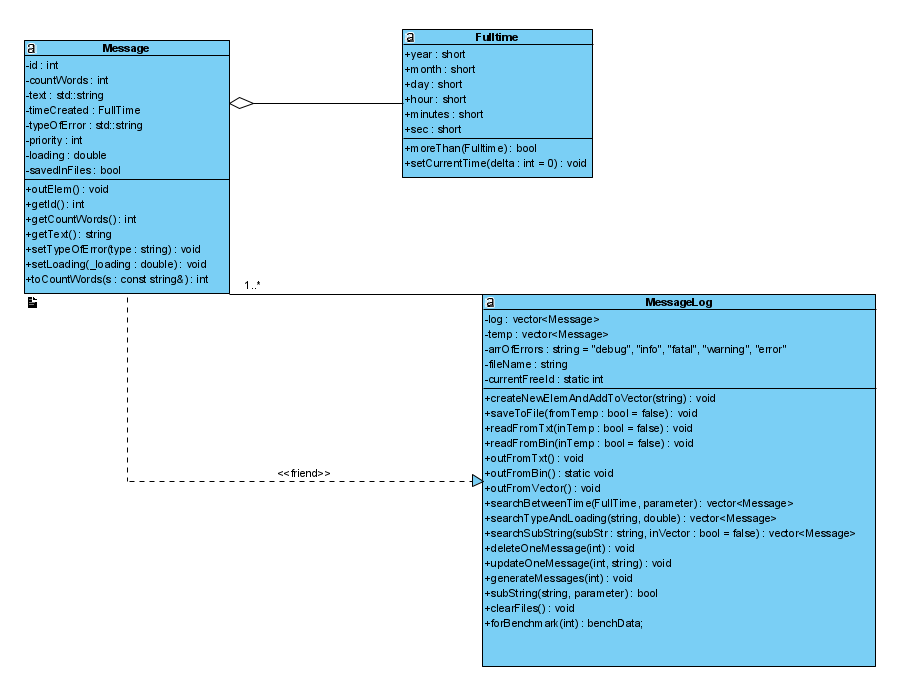 a Message
-id : int
-countWords : int
-text : std::string
-timeCreated : FullTime
-typeOfError : std::string
-priority : int
-loading : double
-savedInFiles : bool
+outElem() : void
+getId() : int
+getCountWords() : int
+getText() : string
+setTypeOfError(type : string) : void
+setLoading(_loading : double) : void
+toCountWords(s : const string&) : int
a Fulltime
+year : short
+month : short
+day : short
+hour : short
+minutes : short
+sec : short
+moreThan(Fulltime) : bool
+setCurrentTime(delta : int = 0) : void
1..*
<<friend>>
a MessageLog
-log : vector<Message>
-temp : vector<Message>
-arrOfErrors : string = "debug", "info", "fatal", "warning", "error"
-fileName : string
-currentFreeId : static int
+createNewElemAndAddToVector(string) : void
+saveToFile(fromTemp : bool = false) : void
+readFromTxt(inTemp : bool = false) : void
+readFromBin(inTemp : bool = false) : void
+outFromTxt() : void
+outFromBin() : static void
+outFromVector() : void
+searchBetweenTime(FullTime, parameter) : vector<Message>
+searchTypeAndLoading(string, double) : vector<Message>
+searchSubString(subStr : string, inVector : bool = false) : vector<Message>
+deleteOneMessage(int) : void
+updateOneMessage(int, string) : void
+generateMessages(int) : void
+subString(string, parameter) : bool
+clearFiles() : void
+forBenchmark(int) : benchData;